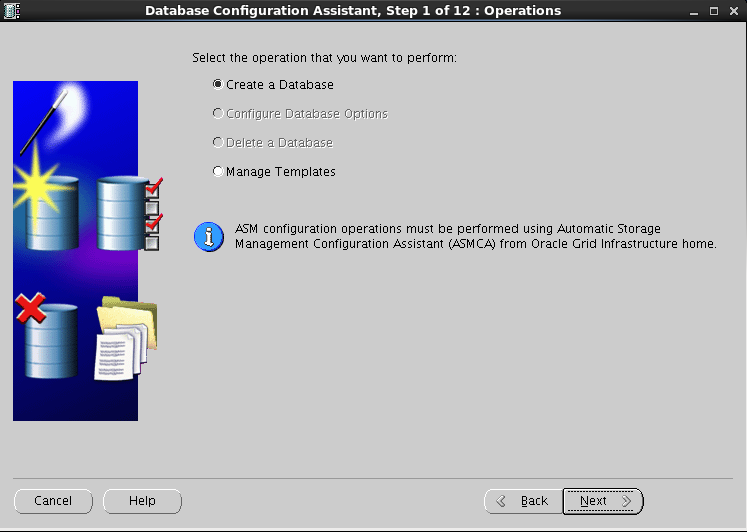 Database Configuration Assistant, Step 1 of 12 : Operations
Select the operation that you want to perform:
Create a Database
Configure Database Options
Delete a Database
Manage Templates
ASM configuration operations must be performed using Automatic Storage
Management Configuration Assistant (ASMCA) from Oracle Grid Infrastructure home.
Cancel
Help
Back
Next